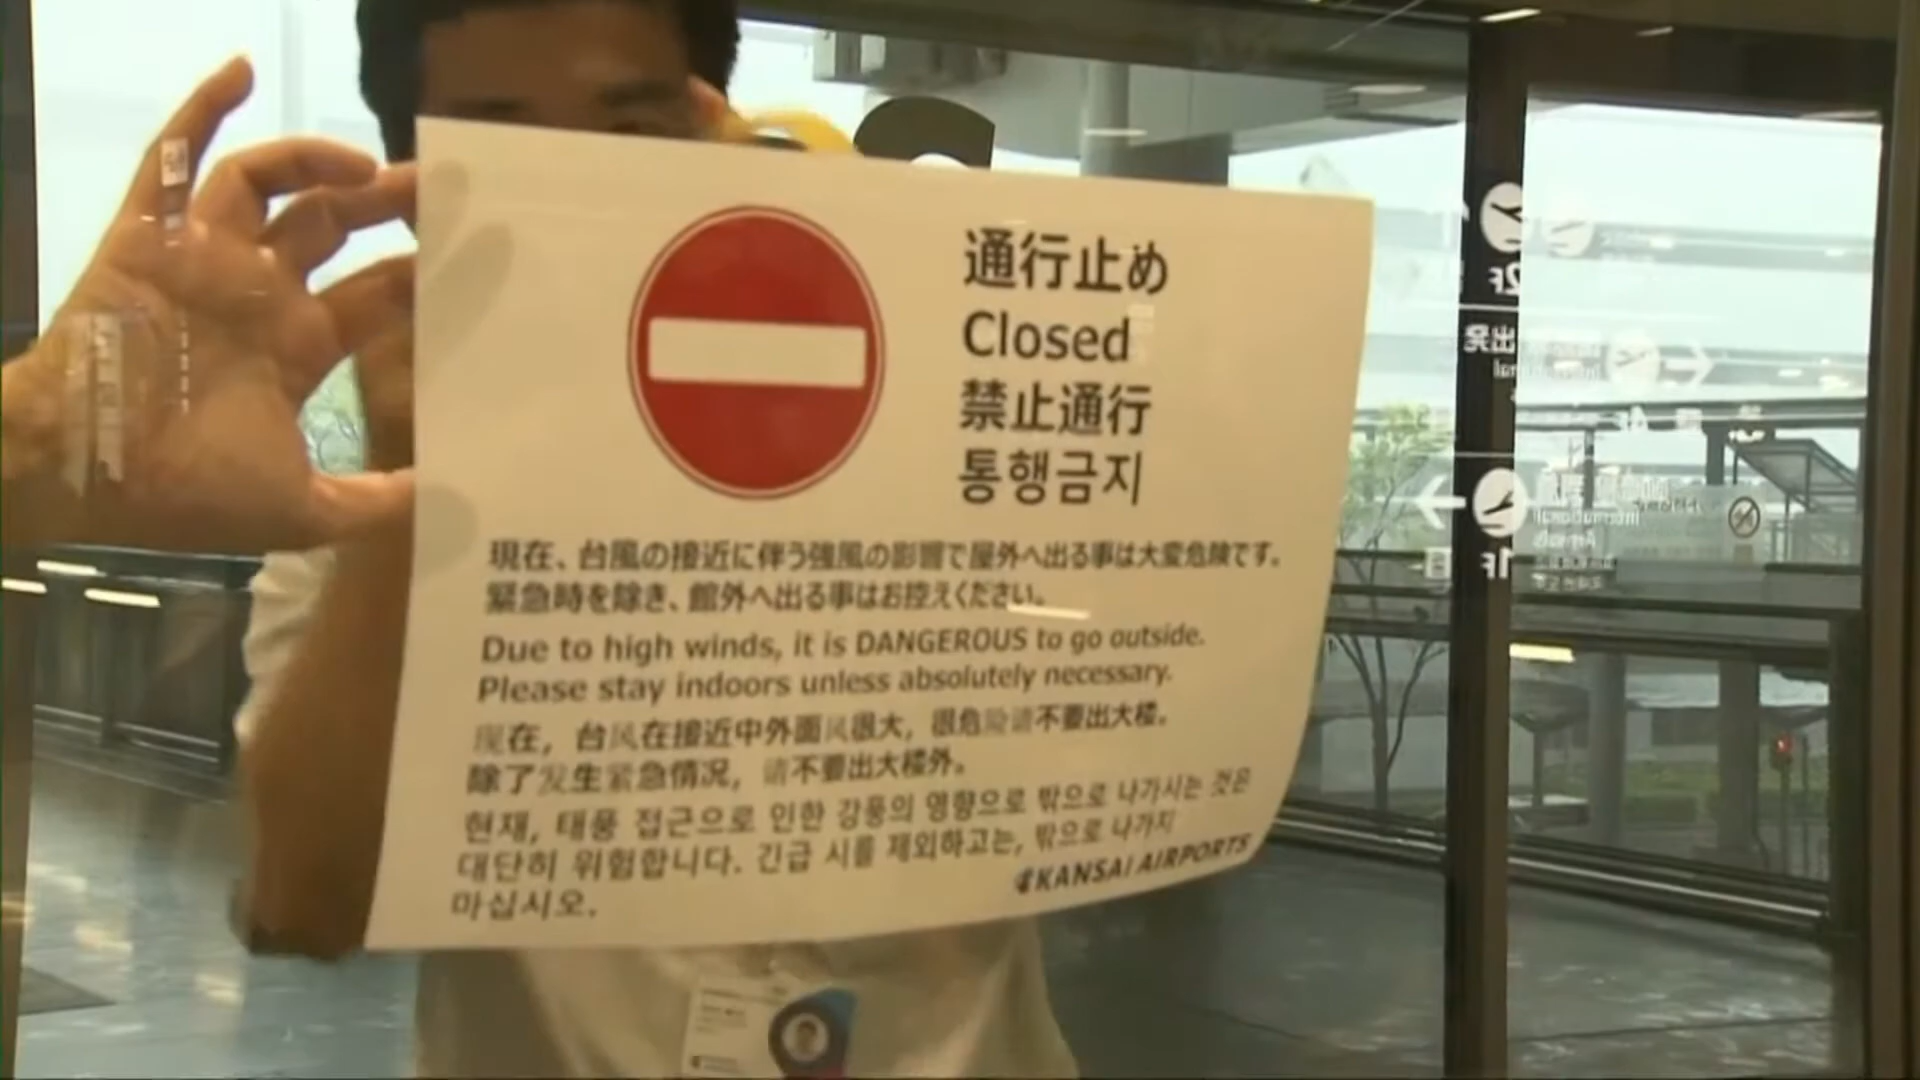 通行止め
Closed
禁止通行
통행금지
現在、台風の接近に伴う強風の影響で屋外へ出る事は大変危険です。
緊急時を除き、館外へ出る事はお控えください。
Due to high winds, it is DANGEROUS to go outside.
Please stay indoors unless absolutely necessary.
现在，台风在接近中外面风很大，很危险请不要出大楼。
除了发生紧急情况，请不要出大楼外。
현재, 태풍 접근으로 인한 강풍의 영향으로 밖으로 나가시는 것은
대단히 위험합니다. 긴급 시를 제외하고는, 밖으로 나가지
마십시오.
KANSAI AIRPORTS
2F
1F